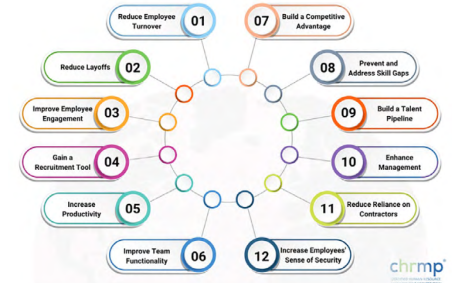 Reduce Employee
Turnover
01
Reduce Layoffs
02
Improve Employee
Engagement
03
Gain a
Recruitment Tool
04
Increase
Productivity
05
Improve Team
Functionality
06
07
Build a Competitive
Advantage
08
Prevent and
Address Skill Gaps
09
Build a Talent
Pipeline
10
Enhance
Management
11
Reduce Reliance on
Contractors
12
Increase Employees'
Sense of Security
chrmp